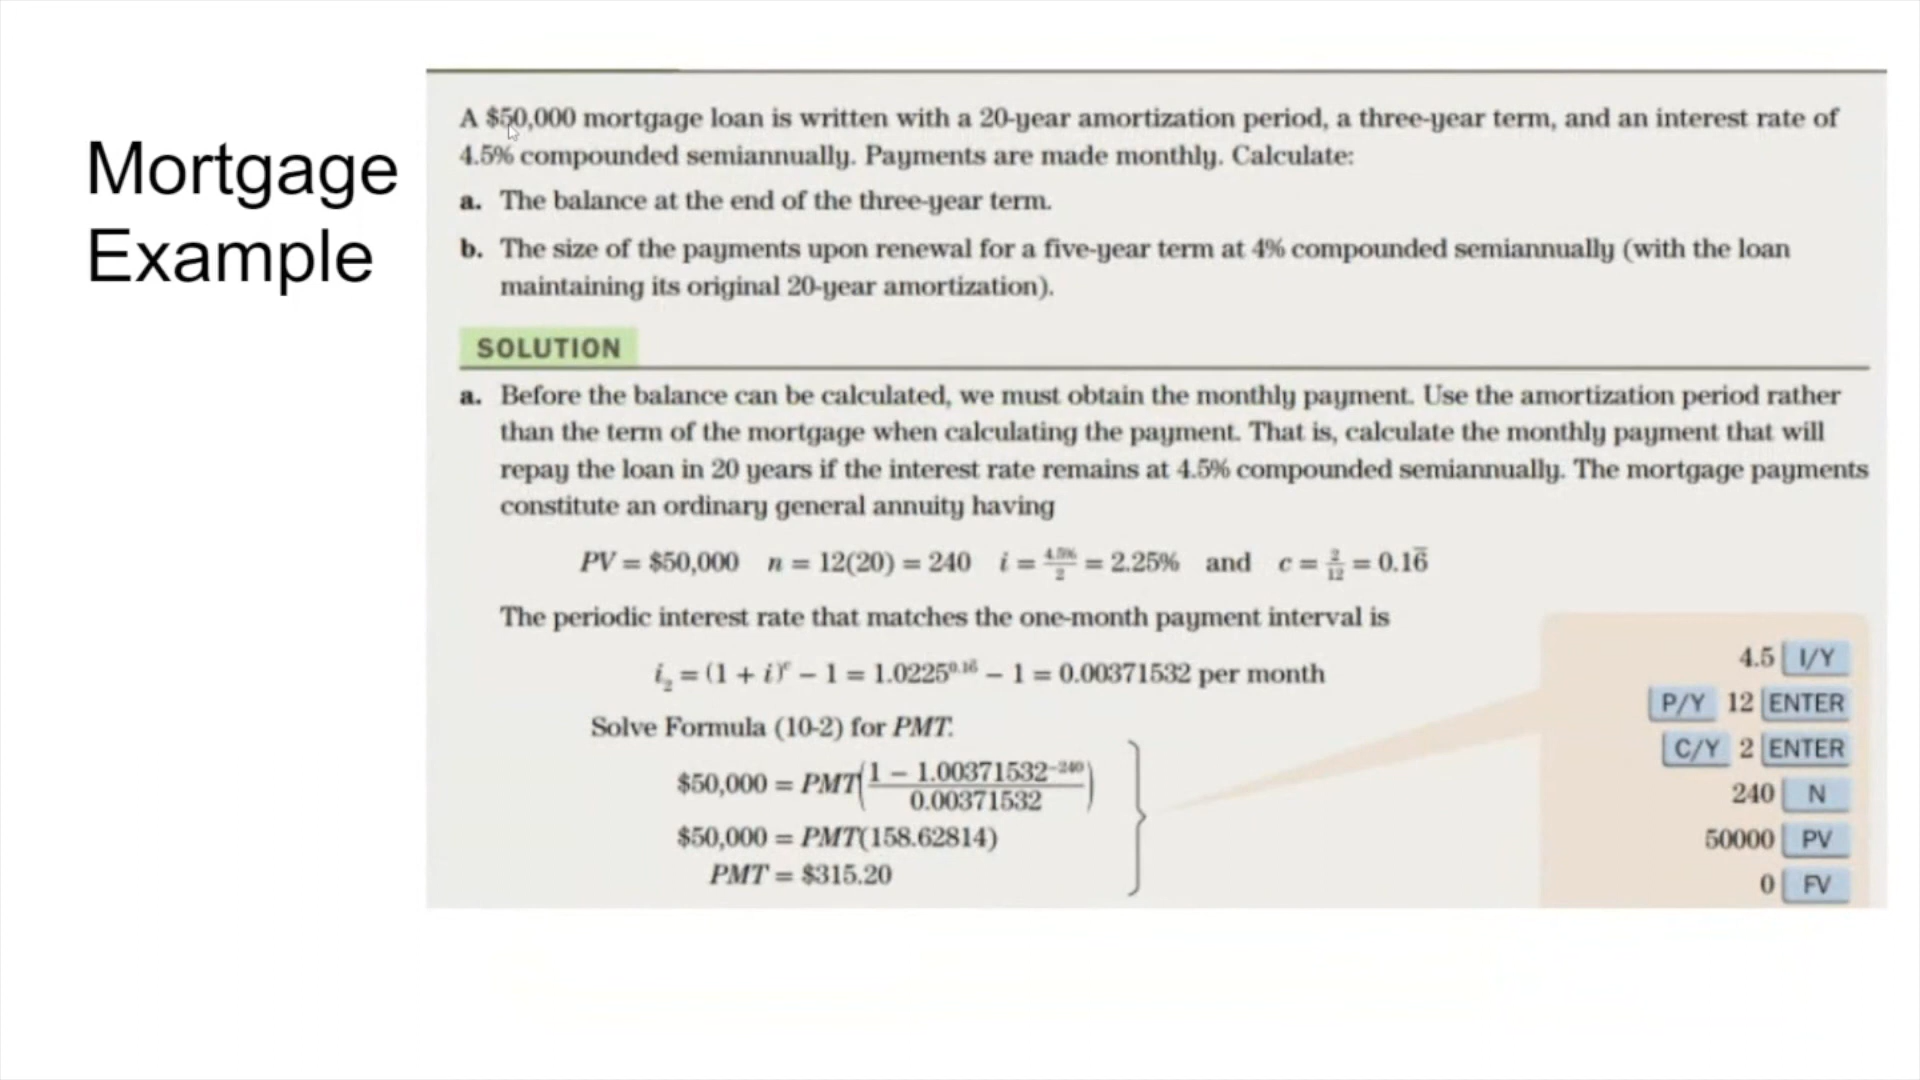 Mortgage
Example
A $50,000 mortgage loan is written with a 20-year amortization period, a three-year term, and an interest rate of
4.5% compounded semiannually. Payments are made monthly. Calculate:
a. The balance at the end of the three-year term.
b. The size of the payments upon renewal for a five-year term at 4% compounded semiannually (with the loan
maintaining its original 20-year amortization).
SOLUTION
a. Before the balance can be calculated, we must obtain the monthly payment. Use the amortization period rather
than the term of the mortgage when calculating the payment. That is, calculate the monthly payment that will
repay the loan in 20 years if the interest rate remains at 4.5% compounded semiannually. The mortgage payments
constitute an ordinary general annuity having
PV = $50,000 n = 12(20) = 240 i = 4.5%/2 = 2.25% and c = 2/12 = 0.16̅
The periodic interest rate that matches the one-month payment interval is
i₂ = (1 + i)ᶜ − 1 = 1.0225^0.16̅ − 1 = 0.00371532 per month
Solve Formula (10-2) for PMT.
$50,000 = PMT((1 − 1.00371532^−240)/0.00371532)
$50,000 = PMT(158.62814)
PMT = $315.20
4.5 I/Y
P/Y 12 ENTER
C/Y 2 ENTER
240 N
50000 PV
0 FV